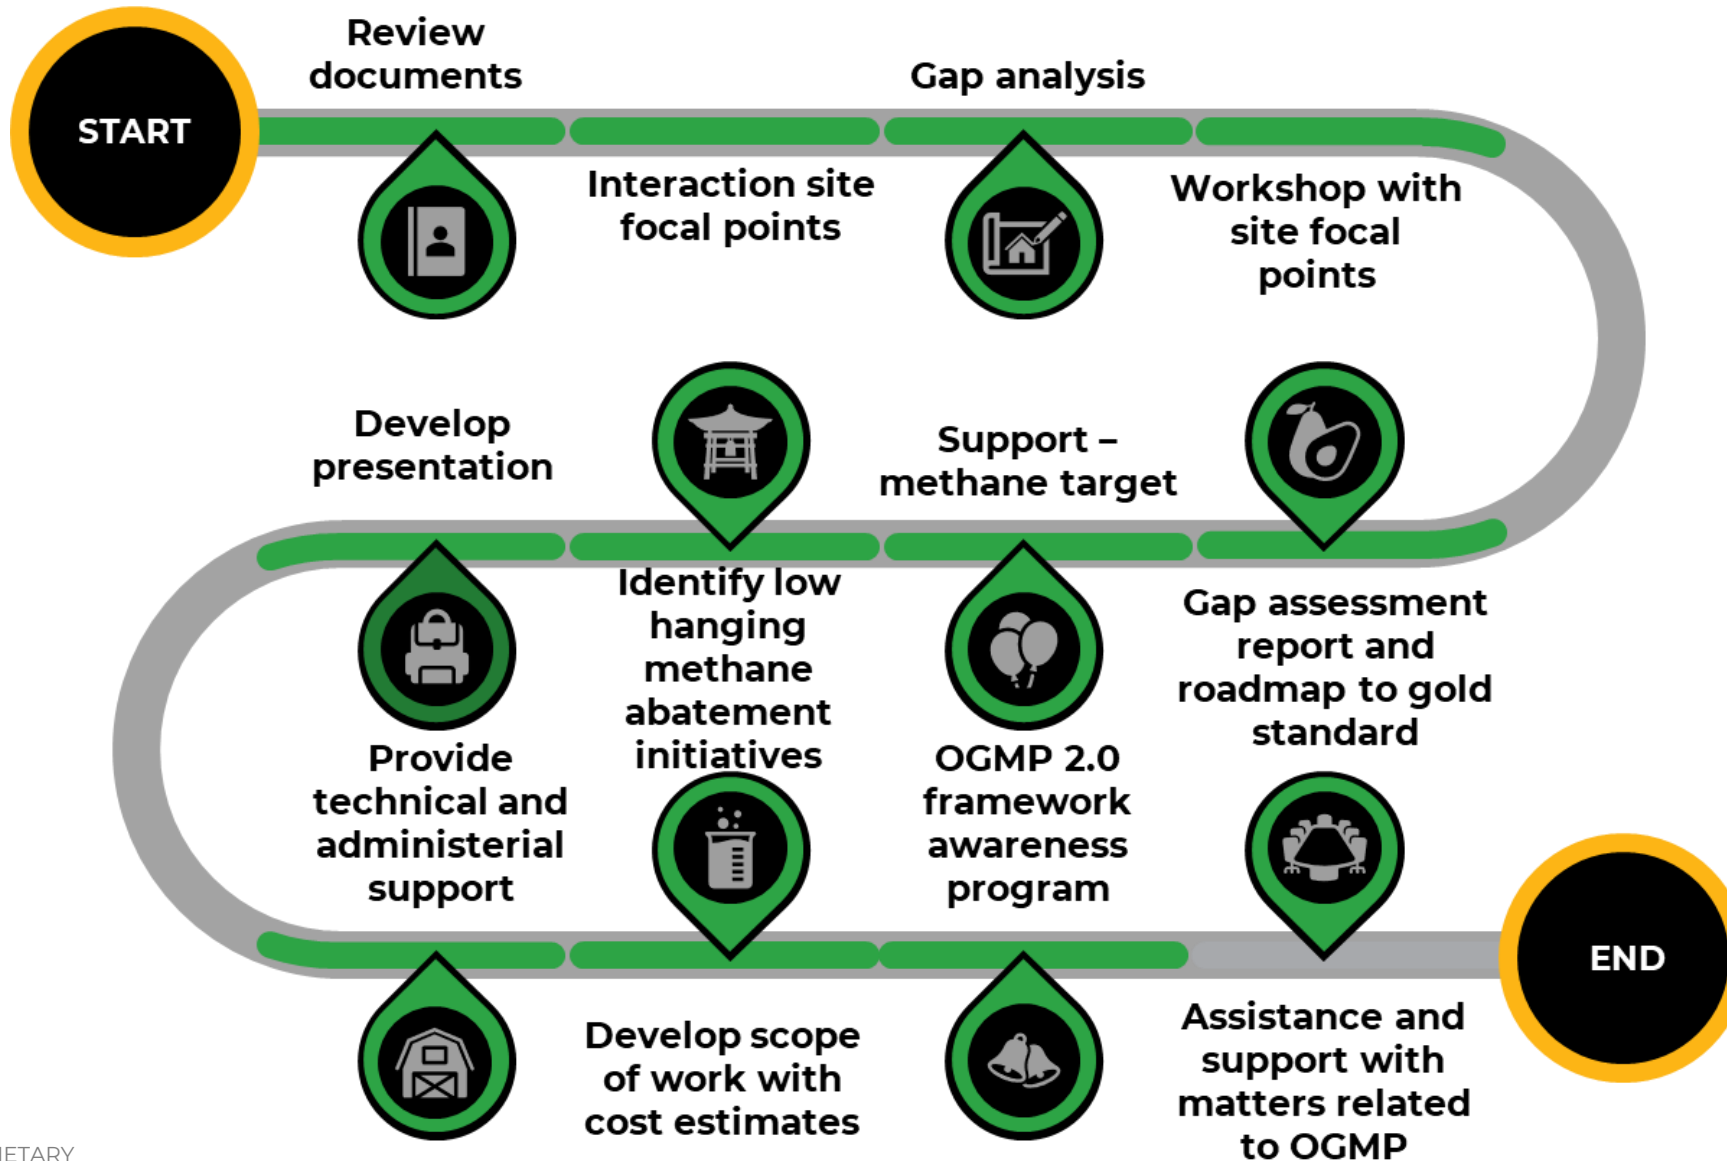 START
Review
documents
Interaction site
focal points
Gap analysis
Workshop with
site focal
points
Gap assessment
report and
roadmap to gold
standard
Support –
methane target
Identify low
hanging
methane
abatement
initiatives
Develop
presentation
Provide
technical and
administerial
support
Develop scope
of work with
cost estimates
OGMP 2.0
framework
awareness
program
Assistance and
support with
matters related
to OGMP
END